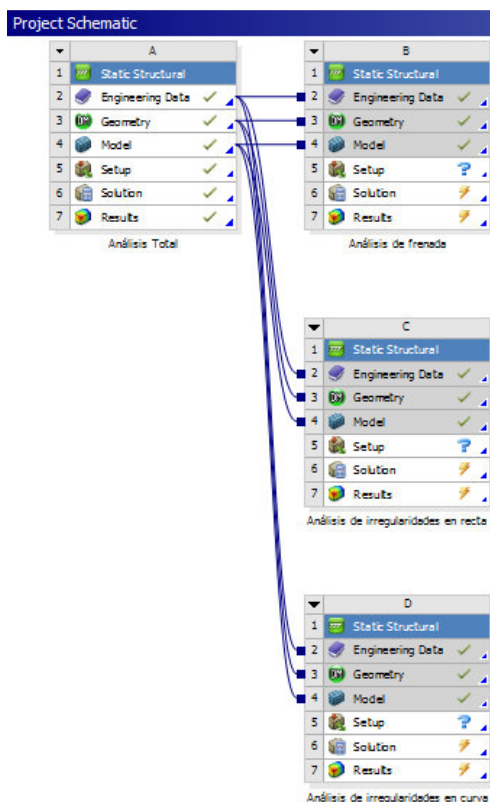 Project Schematic
A
1 Static Structural
2 Engineering Data
3 Geometry
4 Model
5 Setup
6 Solution
7 Results
Análisis Total
B
1 Static Structural
2 Engineering Data
3 Geometry
4 Model
5 Setup ?
6 Solution
7 Results
Análisis de frenada
C
1 Static Structural
2 Engineering Data
3 Geometry
4 Model
5 Setup ?
6 Solution
7 Results
Análisis de irregularidades en recta
D
1 Static Structural
2 Engineering Data
3 Geometry
4 Model
5 Setup ?
6 Solution
7 Results
Análisis de irregularidades en curva